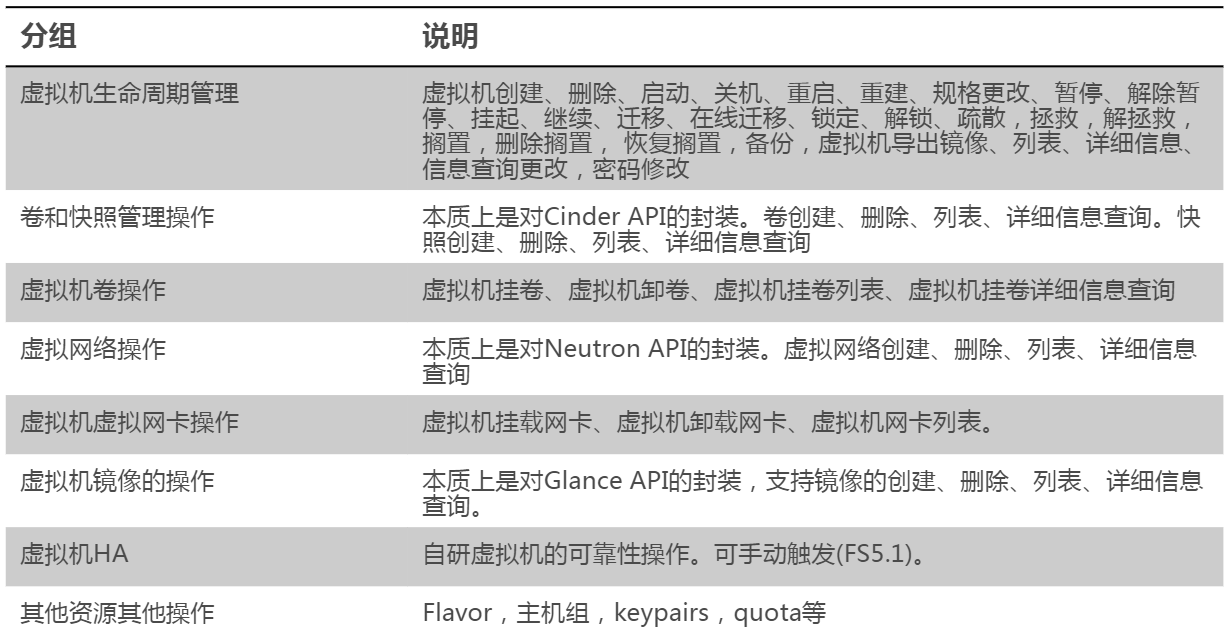 分组 说明
虚拟机生命周期管理 虚拟机创建、删除、启动、关机、重启、重建、规格更改、暂停、解除暂
停、挂起、继续、迁移、在线迁移、锁定、解锁、疏散，拯救，解拯救，
搁置，删除搁置， 恢复搁置，备份，虚拟机导出镜像、列表、详细信息、
信息查询更改，密码修改
卷和快照管理操作 本质上是对Cinder API的封装。卷创建、删除、列表、详细信息查询。快
照创建、删除、列表、详细信息查询
虚拟机卷操作 虚拟机挂卷、虚拟机卸卷、虚拟机挂卷列表、虚拟机挂卷详细信息查询
虚拟网络操作 本质上是对Neutron API的封装。虚拟网络创建、删除、列表、详细信息
查询
虚拟机虚拟网卡操作 虚拟机挂载网卡、虚拟机卸载网卡、虚拟机网卡列表。
虚拟机镜像的操作 本质上是对Glance API的封装，支持镜像的创建、删除、列表、详细信息
查询。
虚拟机HA 自研虚拟机的可靠性操作。可手动触发(FS5.1)。
其他资源其他操作 Flavor，主机组，keypairs，quota等